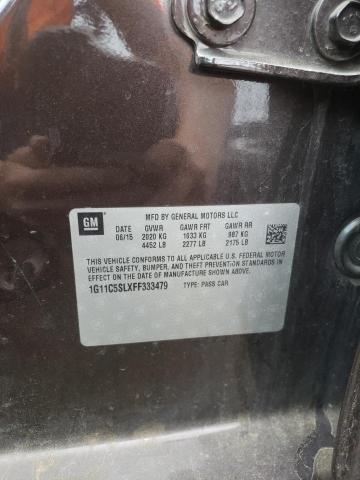 GM
MFD BY GENERAL MOTORS LLC
DATE GVWR GAWR FRT GAWR RR
06/15 2020 KG 1033 KG 987 KG
4452 LB 2277 LB 2175 LB
THIS VEHICLE CONFORMS TO ALL APPLICABLE U.S. FEDERAL MOTOR
VEHICLE SAFETY, BUMPER, AND THEFT PREVENTION STANDARDS IN
EFFECT ON THE DATE OF MANUFACTURE SHOWN ABOVE.
1G11C5SLXFF333479 TYPE: PASS CAR